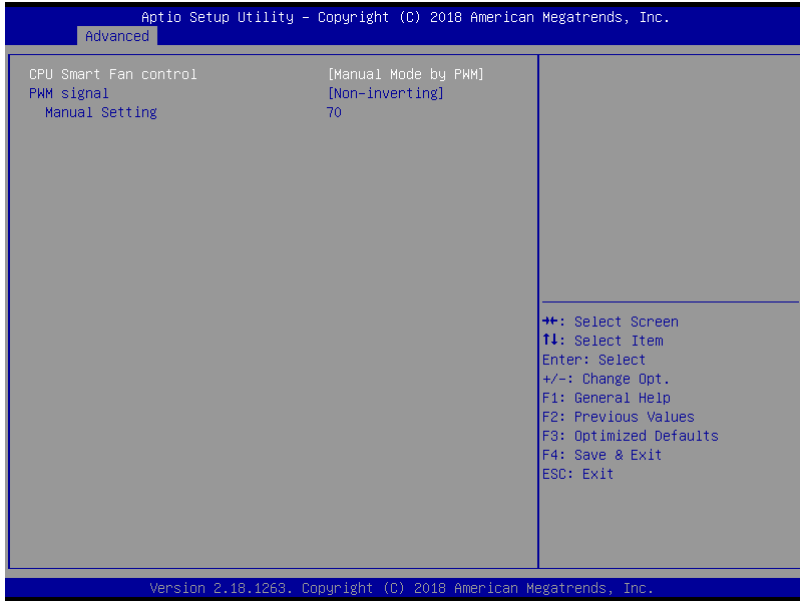 Aptio Setup Utility – Copyright (C) 2018 American Megatrends, Inc.
Advanced
CPU Smart Fan control [Manual Mode by PWM]
PWM signal [Non-inverting]
Manual Setting 70
→←: Select Screen
↑↓: Select Item
Enter: Select
+/-: Change Opt.
F1: General Help
F2: Previous Values
F3: Optimized Defaults
F4: Save & Exit
ESC: Exit
Version 2.18.1263. Copyright (C) 2018 American Megatrends, Inc.